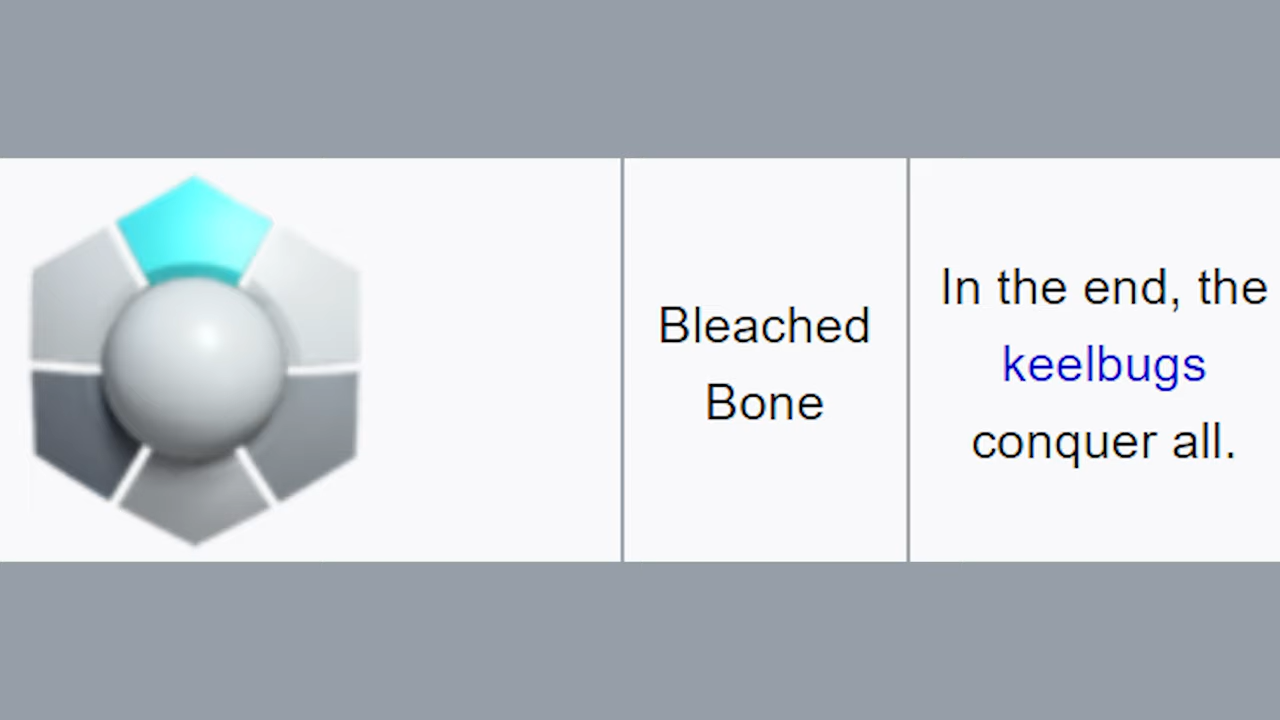 Bleached
Bone
In the end, the
keelbugs
conquer all.